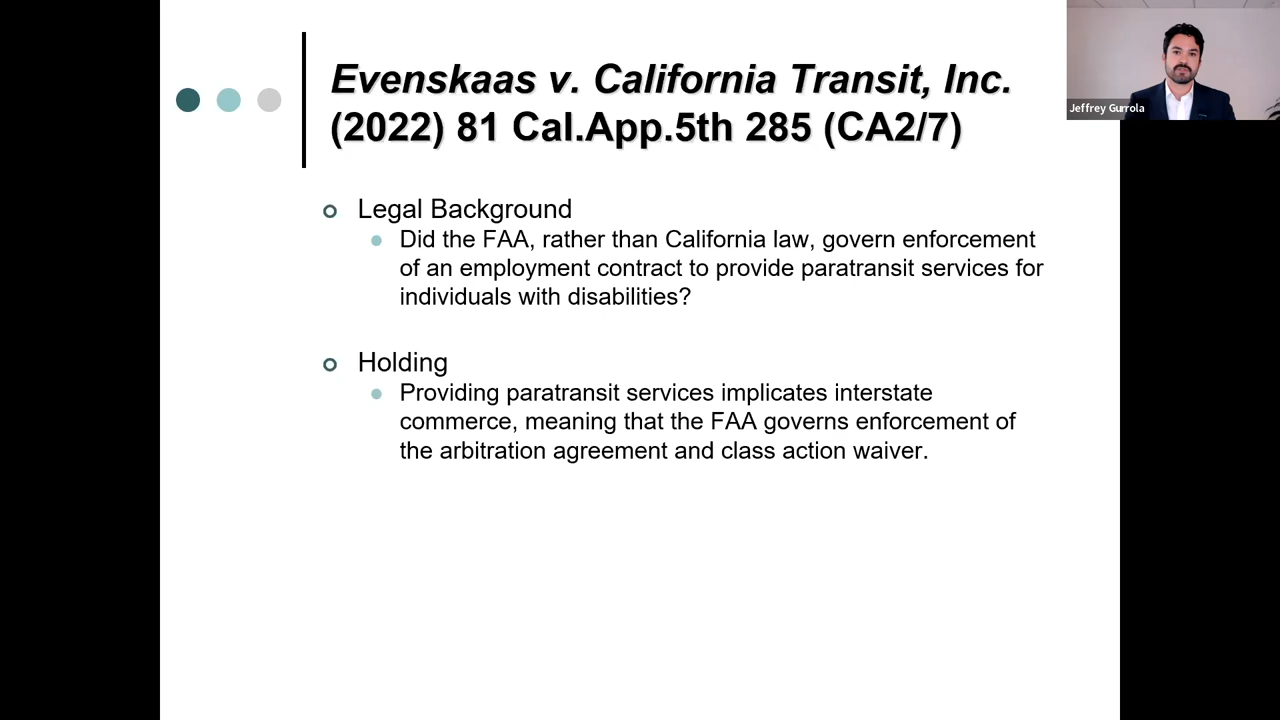 Evenskaas v. California Transit, Inc.
(2022) 81 Cal.App.5th 285 (CA2/7)
Jeffrey Gurrola
Legal Background
Did the FAA, rather than California law, govern enforcement
of an employment contract to provide paratransit services for
individuals with disabilities?
Holding
Providing paratransit services implicates interstate
commerce, meaning that the FAA governs enforcement of
the arbitration agreement and class action waiver.